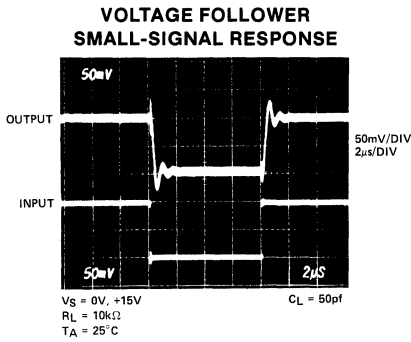 VOLTAGE FOLLOWER
SMALL-SIGNAL RESPONSE
50mV
OUTPUT
50mV/DIV
2μs/DIV
INPUT
50mV
2μS
VS = 0V, +15V
CL = 50pf
RL = 10kΩ
TA = 25°C